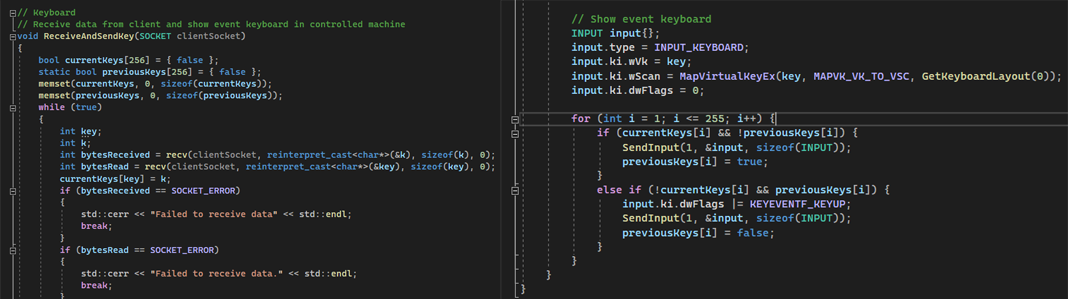 // Keyboard
// Receive data from client and show event keyboard in controlled machine
void ReceiveAndSendKey(SOCKET clientSocket)
{
bool currentKeys[256] = { false };
static bool previousKeys[256] = { false };
memset(currentKeys, 0, sizeof(currentKeys));
memset(previousKeys, 0, sizeof(previousKeys));
while (true)
{
int key;
int k;
int bytesReceived = recv(clientSocket, reinterpret_cast<char*>(&k), sizeof(k), 0);
int bytesRead = recv(clientSocket, reinterpret_cast<char*>(&key), sizeof(key), 0);
currentKeys[key] = k;
if (bytesReceived == SOCKET_ERROR)
{
std::cerr << "Failed to receive data" << std::endl;
break;
}
if (bytesRead == SOCKET_ERROR)
{
std::cerr << "Failed to receive data." << std::endl;
break;
}
// Show event keyboard
INPUT input{};
input.type = INPUT_KEYBOARD;
input.ki.wVk = key;
input.ki.wScan = MapVirtualKeyEx(key, MAPVK_VK_TO_VSC, GetKeyboardLayout(0));
input.ki.dwFlags = 0;
for (int i = 1; i <= 255; i++) {
if (currentKeys[i] && !previousKeys[i]) {
SendInput(1, &input, sizeof(INPUT));
previousKeys[i] = true;
}
else if (!currentKeys[i] && previousKeys[i]) {
input.ki.dwFlags |= KEYEVENTF_KEYUP;
SendInput(1, &input, sizeof(INPUT));
previousKeys[i] = false;
}
}
}
}